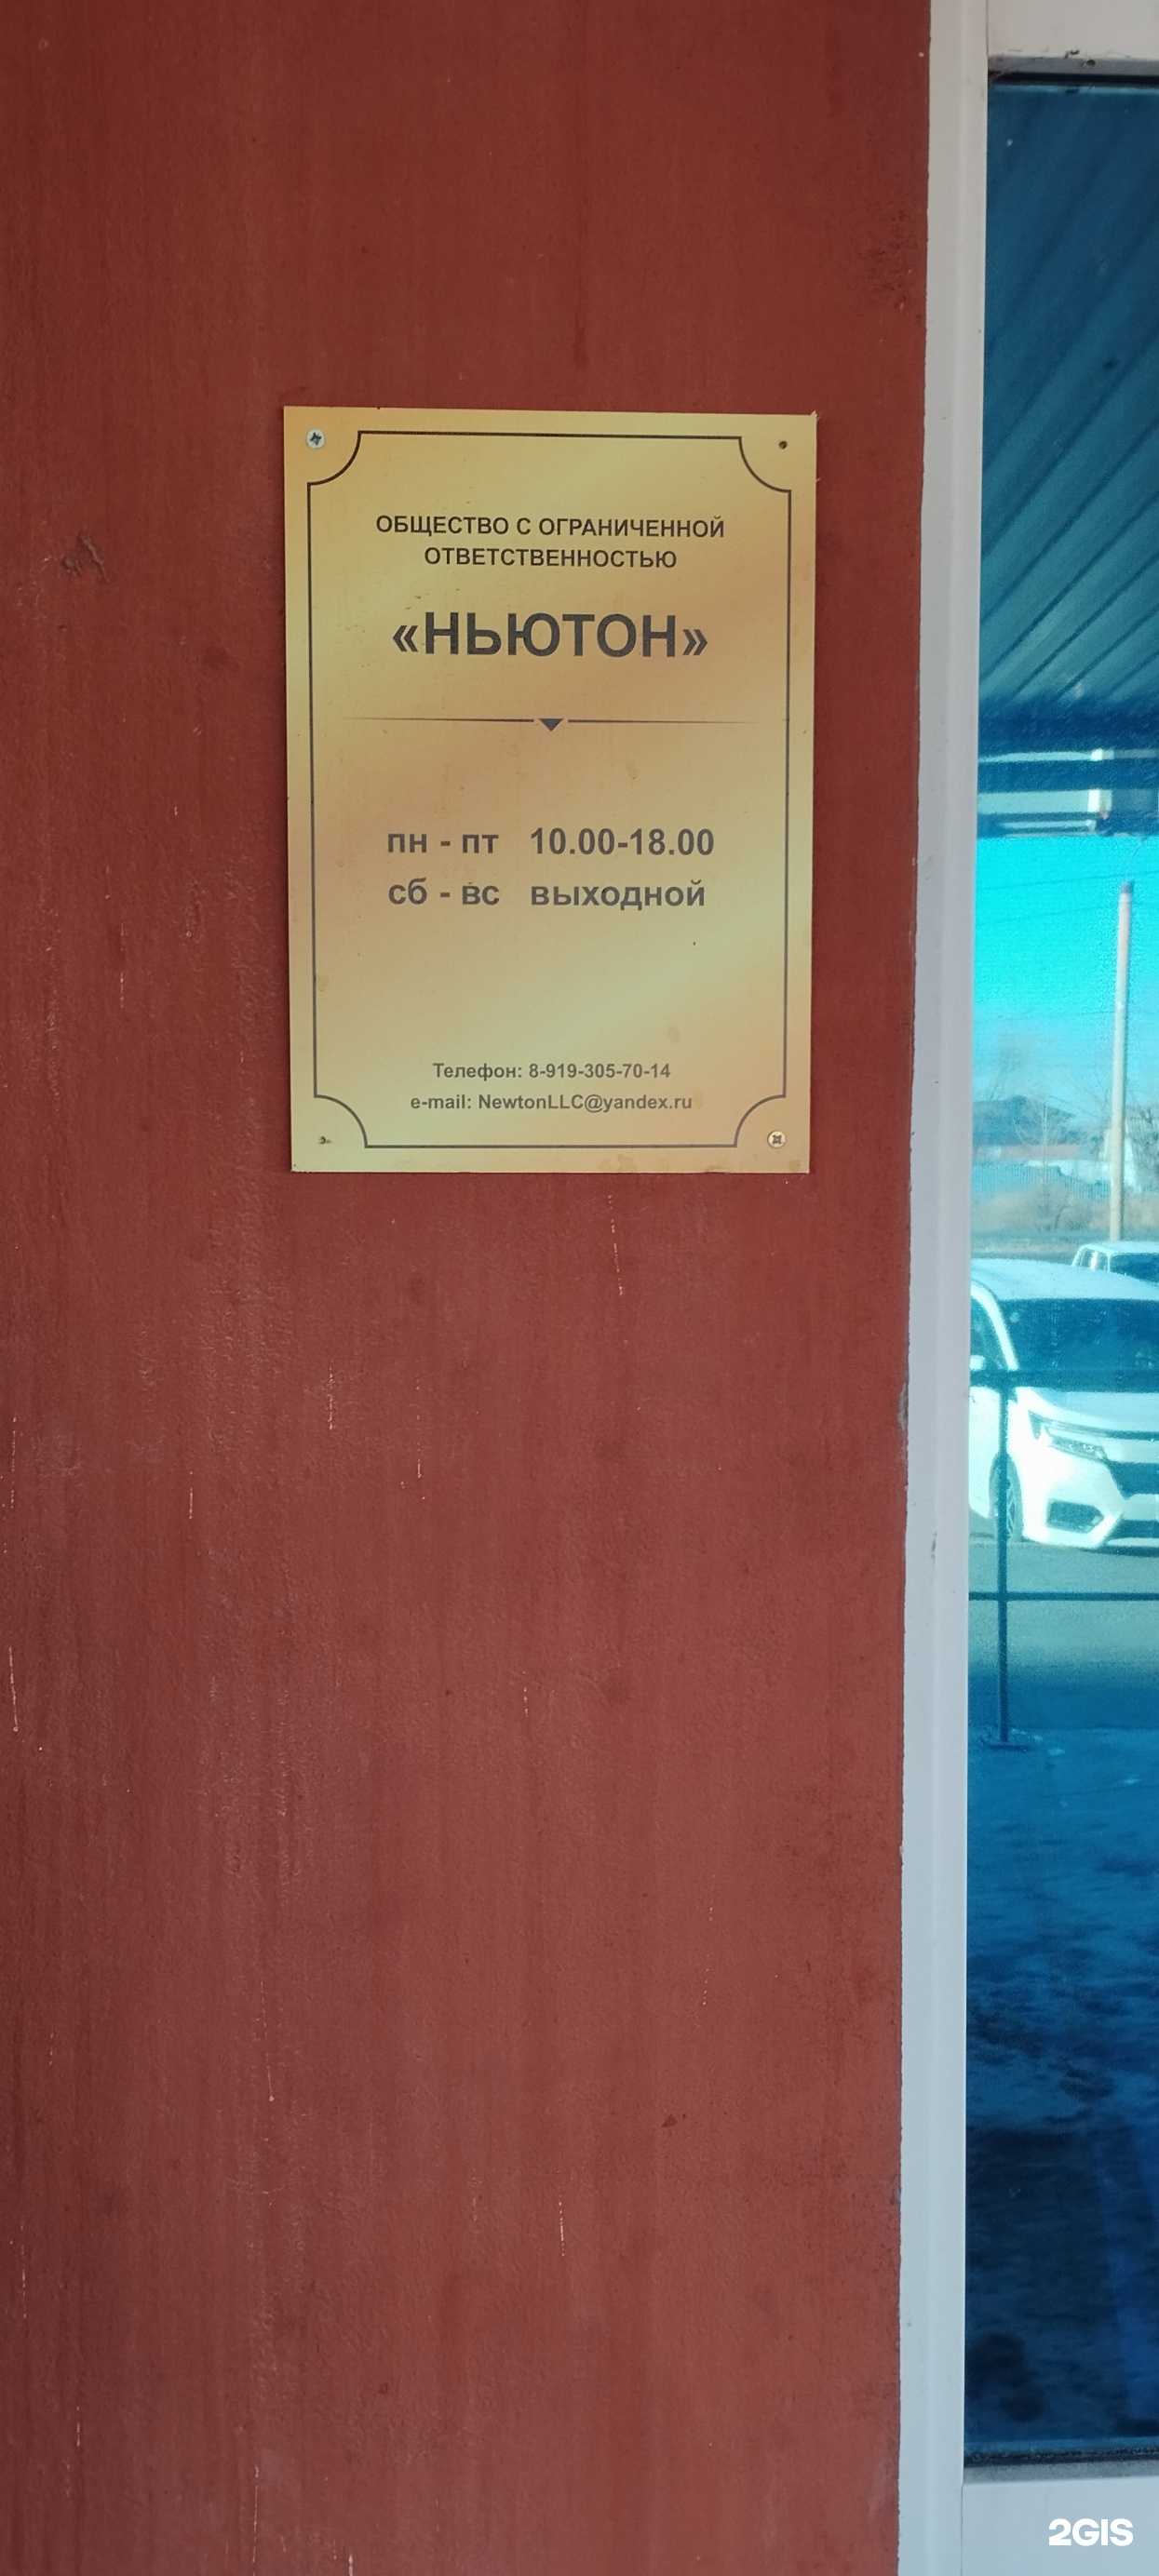 ОБЩЕСТВО С ОГРАНИЧЕННОЙ
ОТВЕТСТВЕННОСТЬЮ
«НЬЮТОН»
пн - пт 10.00-18.00
сб - вс выходной
Телефон: 8-919-305-70-14
e-mail: NewtonLLC@yandex.ru
2GIS